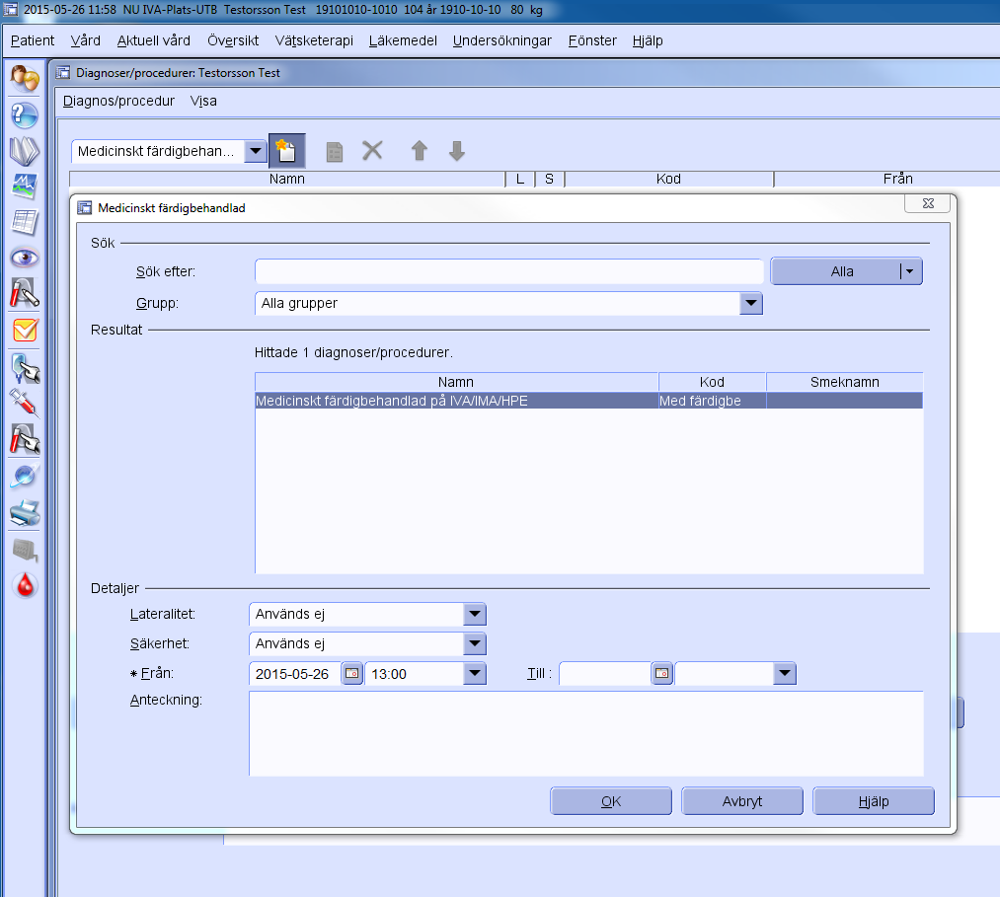 2015-05-26 11:58 NU IVA-Plats-UTB Testorsson Test 19101010-1010 104 år 1910-10-10 80 kg
Patient Vård Aktuell vård Översikt Vätsketerapi Läkemedel Undersökningar Fönster Hjälp
Diagnoser/procedurer: Testorsson Test
Diagnos/procedur Visa
Medicinskt färdigbehan...
Namn L S Kod Från
Medicinskt färdigbehandlad
Sök
Sök efter: Alla
Grupp: Alla grupper
Resultat
Hittade 1 diagnoser/procedurer.
Namn Kod Smeknamn
Medicinskt färdigbehandlad på IVA/IMA/HPE Med färdigbe
Detaljer
Lateralitet: Används ej
Säkerhet: Används ej
* Från: 2015-05-26 13:00 Till :
Anteckning:
OK Avbryt Hjälp